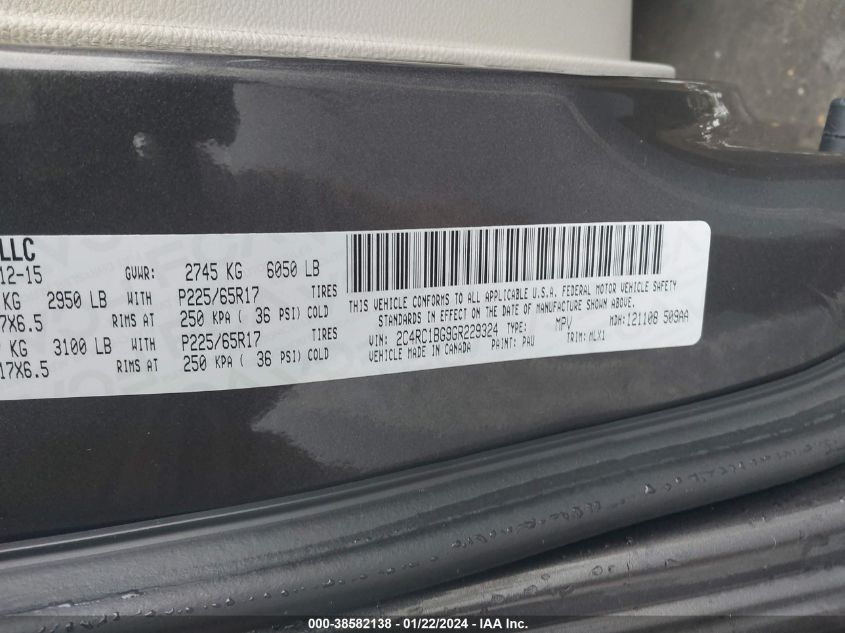 LLC
12-15 GVWR: 2745 KG 6050 LB
KG 2950 LB WITH P225/65R17 TIRES
7X6.5 RIMS AT 250 KPA ( 36 PSI) COLD
KG 3100 LB WITH P225/65R17 TIRES
17X6.5 RIMS AT 250 KPA ( 36 PSI) COLD
THIS VEHICLE CONFORMS TO ALL APPLICABLE U.S.A. FEDERAL MOTOR VEHICLE SAFETY
STANDARDS IN EFFECT ON THE DATE OF MANUFACTURE SHOWN ABOVE.
VIN: 2C4RC1BG9GR229324 TYPE: MPV MDH:121108 509AA
VEHICLE MADE IN CANADA PAINT: PAU TRIM:MLX1
000-38582138 - 01/22/2024 - IAA Inc.